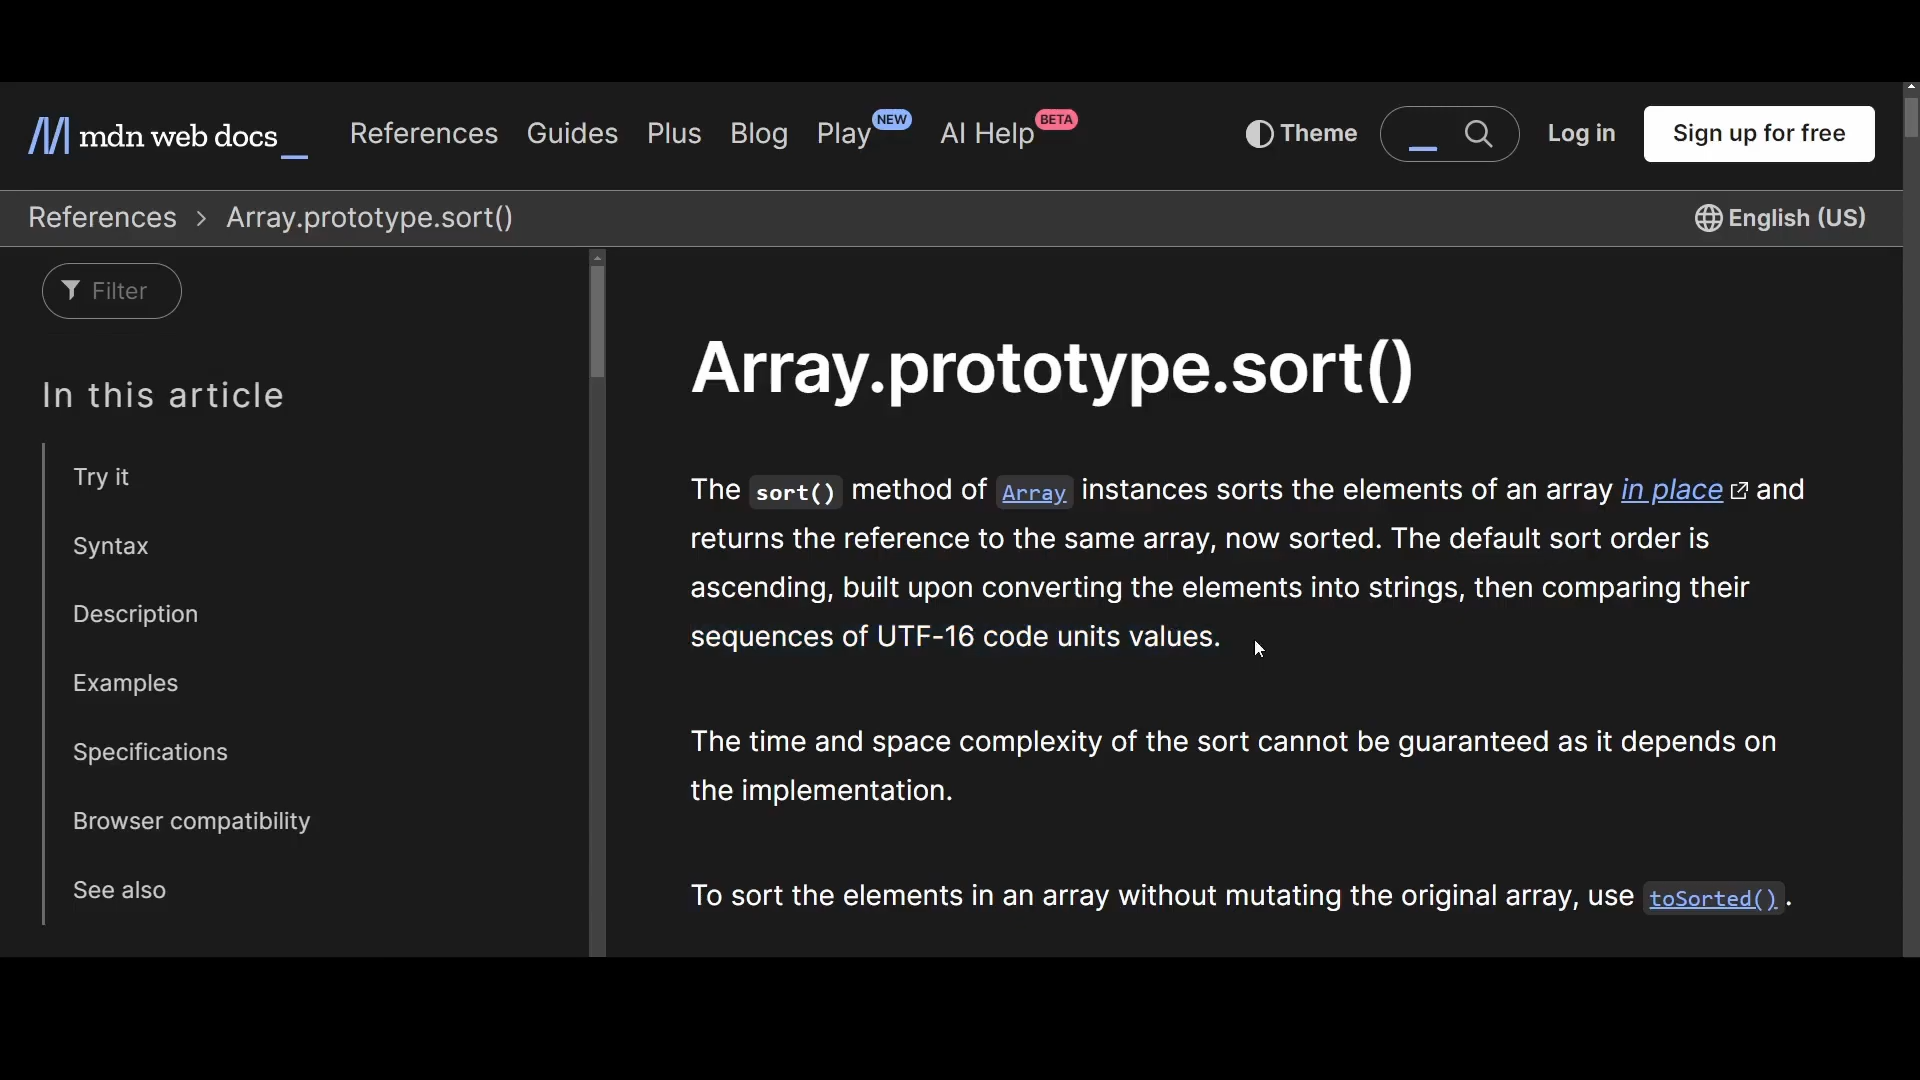 mdn web docs_
References Guides Plus Blog Play NEW AI Help BETA
Theme
Log in
Sign up for free
References > Array.prototype.sort()
English (US)
Filter
In this article
Try it
Syntax
Description
Examples
Specifications
Browser compatibility
See also
Array.prototype.sort()
The sort() method of Array instances sorts the elements of an array in place and
returns the reference to the same array, now sorted. The default sort order is
ascending, built upon converting the elements into strings, then comparing their
sequences of UTF-16 code units values.
The time and space complexity of the sort cannot be guaranteed as it depends on
the implementation.
To sort the elements in an array without mutating the original array, use toSorted().